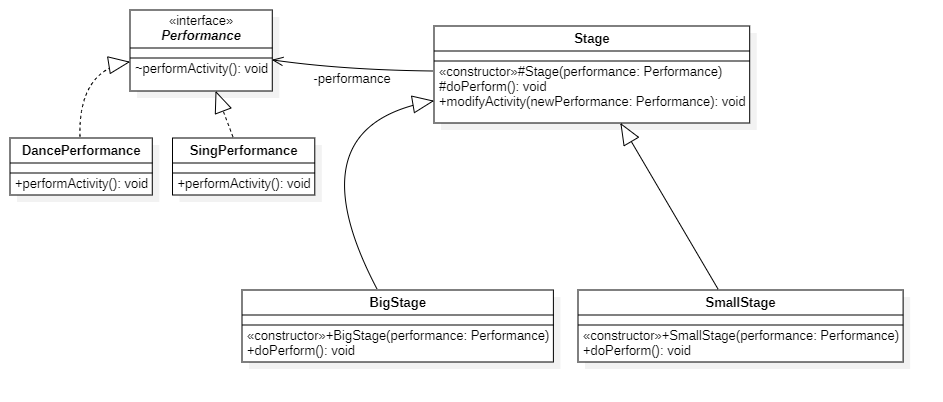 «interface»
Performance
~performActivity(): void
Stage
«constructor»#Stage(performance: Performance)
#doPerform(): void
+modifyActivity(newPerformance: Performance): void
-performance
DancePerformance
+performActivity(): void
SingPerformance
+performActivity(): void
BigStage
«constructor»+BigStage(performance: Performance)
+doPerform(): void
SmallStage
«constructor»+SmallStage(performance: Performance)
+doPerform(): void